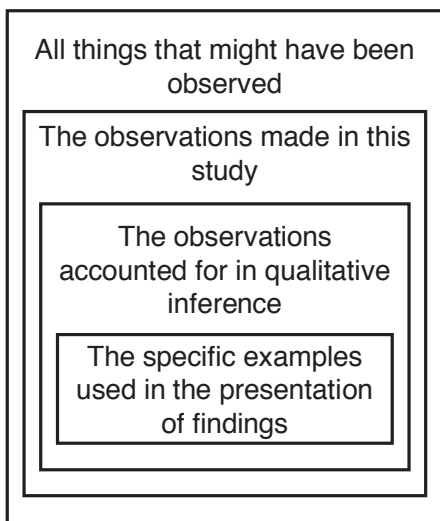 All things that might have been
observed
The observations made in this
study
The observations
accounted for in qualitative
inference
The specific examples
used in the presentation
of findings